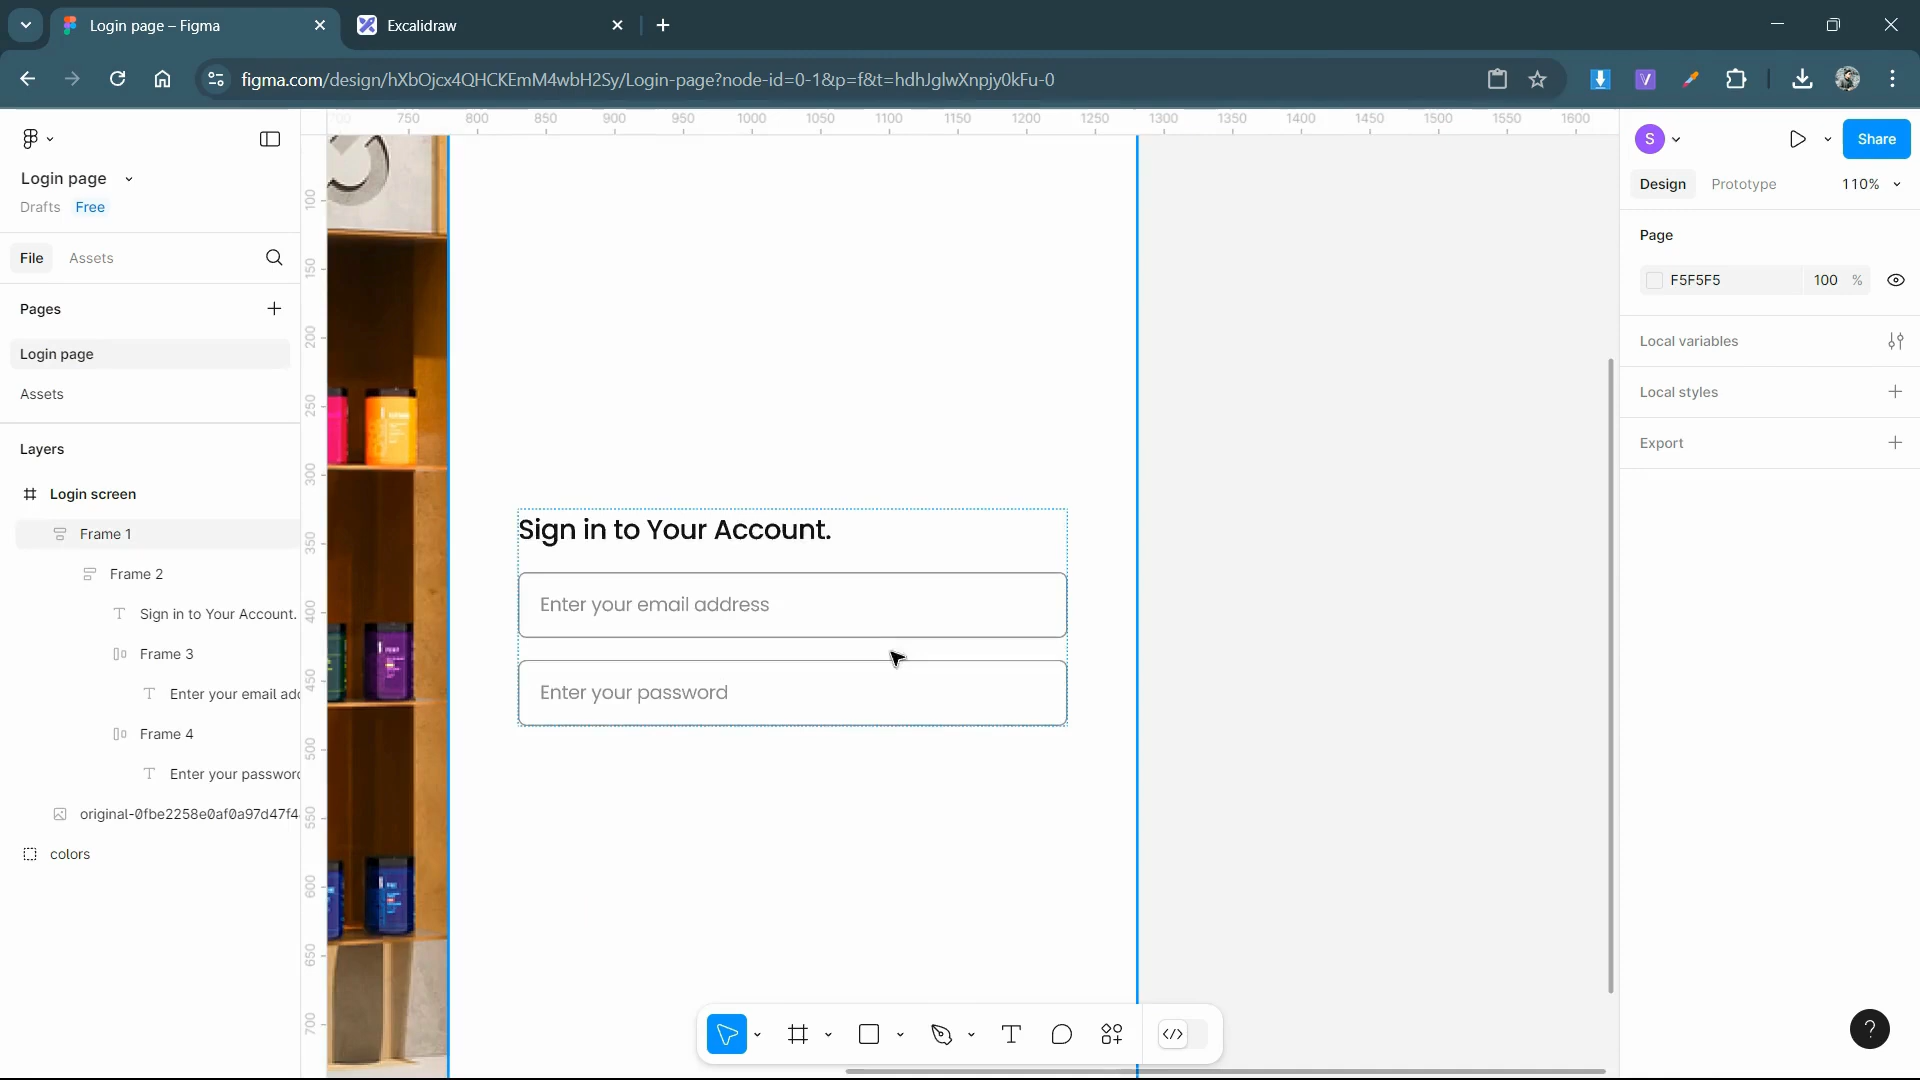 Login page – Figma
Excalidraw
figma.com/design/hXbOjcx4QHCKEmM4wbH2Sy/Login-page?node-id=0-1&p=f&t=hdhJglwXnpjy0kFu-0
Login page
Drafts Free
File Assets
Pages
Login page
Assets
Layers
Login screen
Frame 1
Frame 2
Sign in to Your Account.
Frame 3
Enter your email add
Frame 4
Enter your password
original-0fbe2258e0af0a97d47f4
colors
700 750 800 850 900 950 1000 1050 1100 1150 1200 1250 1300 1350 1400 1450 1500 1550 1600
100
150
200
250
300
350
400
450
500
550
600
650
700
Sign in to Your Account.
Enter your email address
Enter your password
S
Share
Design Prototype 110%
Page
F5F5F5 100 %
Local variables
Local styles
Export
?